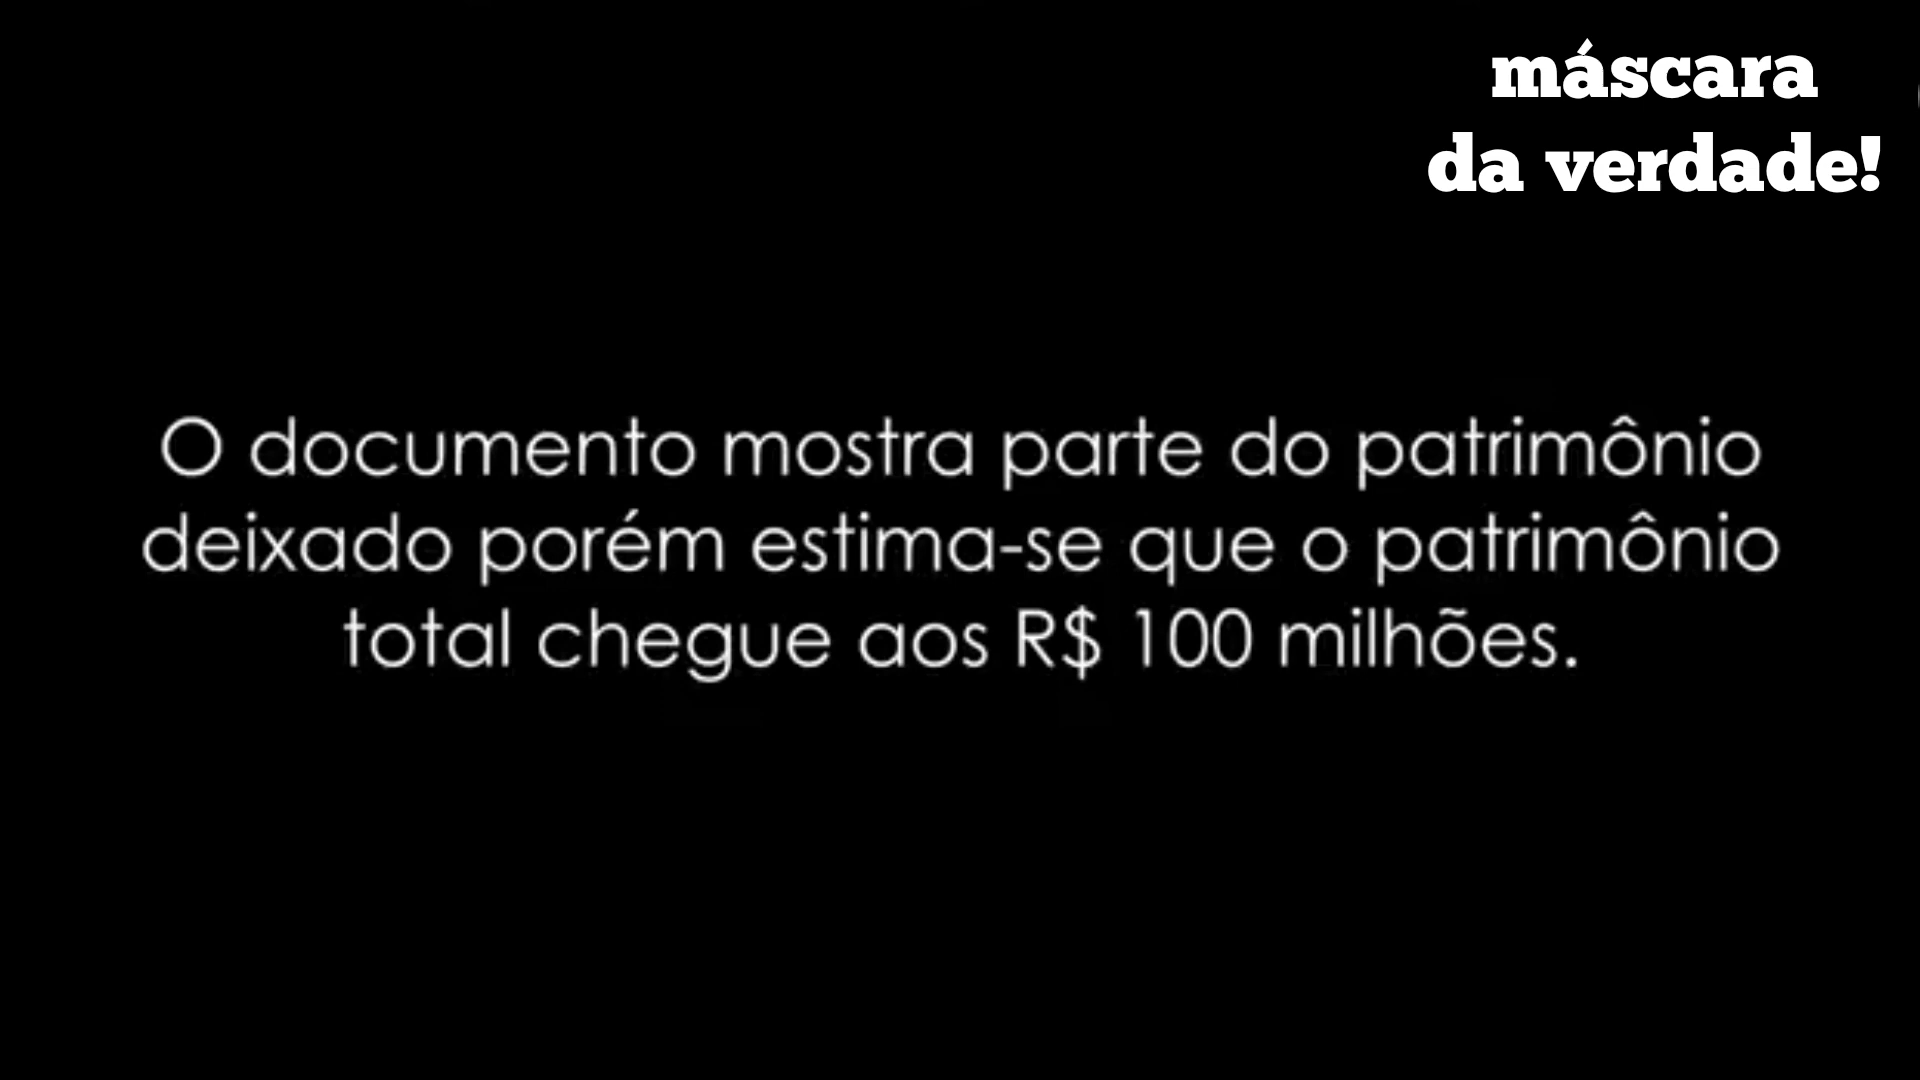 máscara
da verdade!
O documento mostra parte do patrimônio
deixado porém estima-se que o patrimônio
total chegue aos R$ 100 milhões.